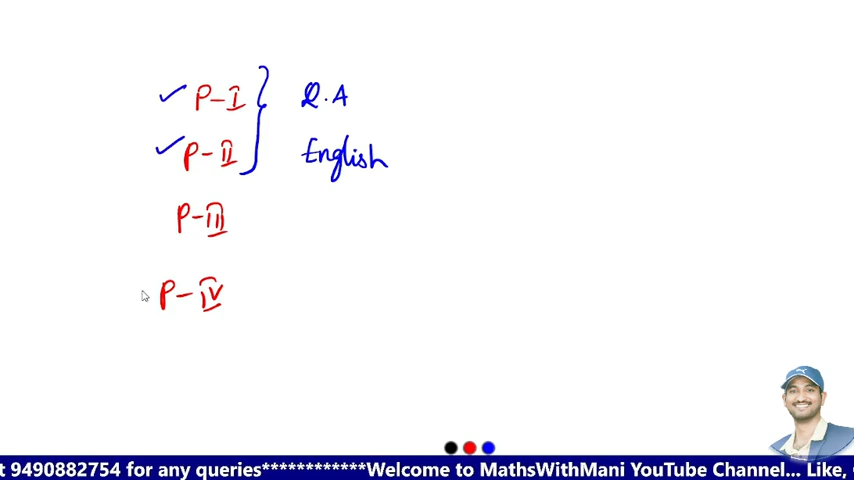 P-I Q.A
P-II English
P-III
P-IV
t 9490882754 for any queries************Welcome to MathsWithMani YouTube Channel... Like,